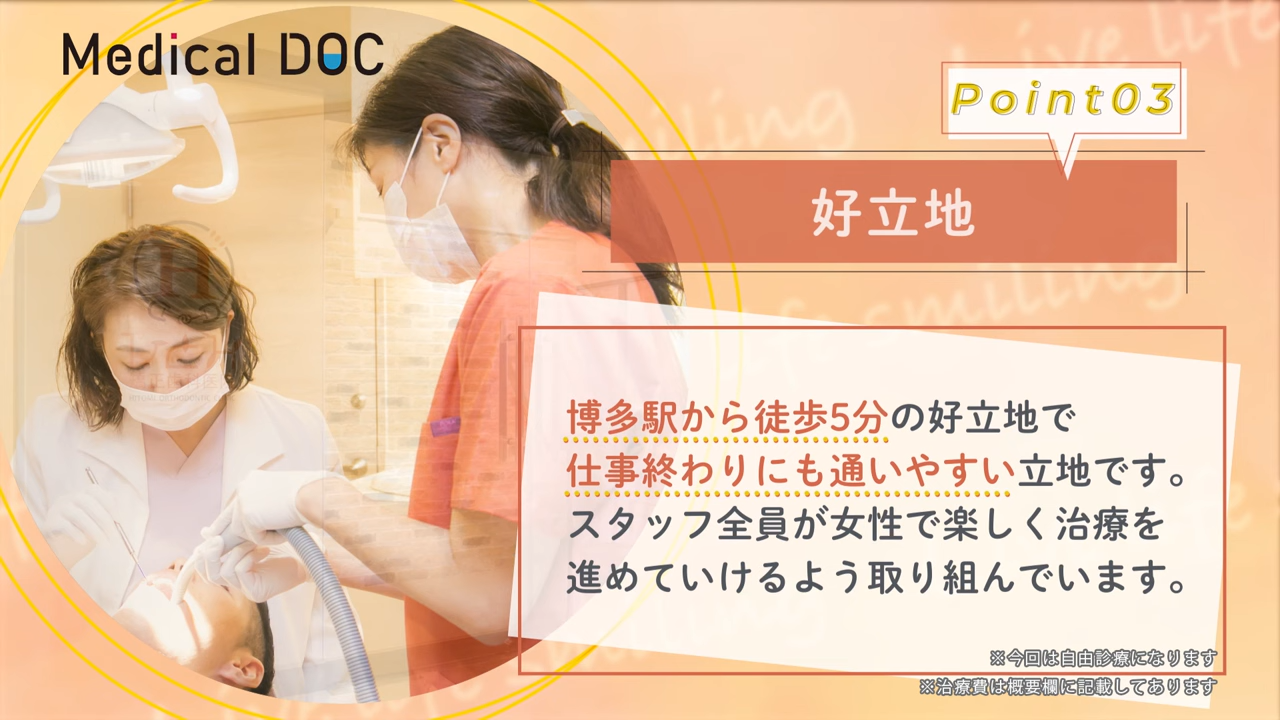 Medical DOC
Point03
好立地
博多駅から徒歩5分の好立地で
仕事終わりにも通いやすい立地です。
スタッフ全員が女性で楽しく治療を
進めていけるよう取り組んでいます。
※今回は自由診療になります
※治療費は概要欄に記載してあります